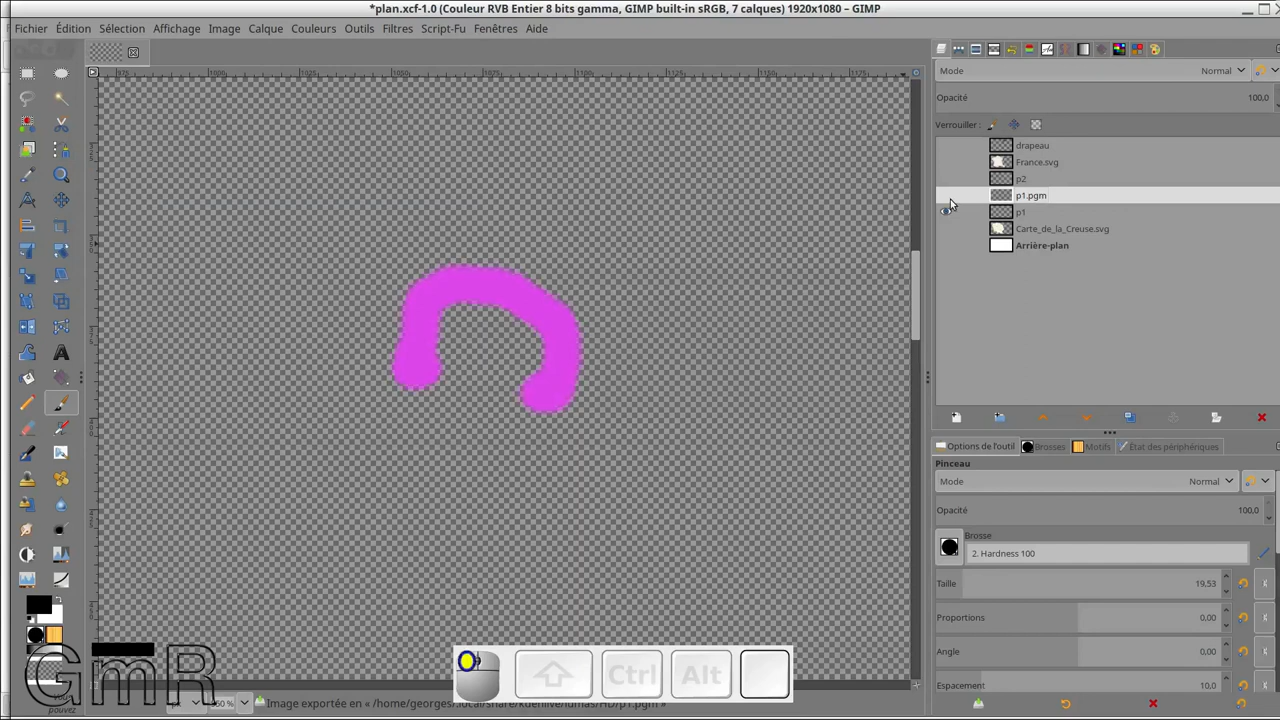 *plan.xcf-1.0 (Couleur RVB Entier 8 bits gamma, GIMP built-in sRGB, 7 calques) 1920x1080 – GIMP
Fichier Édition Sélection Affichage Image Calque Couleurs Outils Filtres Script-Fu Fenêtres Aide
Mode Normal
Opacité 100,0
Verrouiller :
drapeau
France.svg
p2
p1.pgm
p1
Carte_de_la_Creuse.svg
Arrière-plan
Options de l'outil Brosses Motifs État des périphériques
Pinceau
Mode Normal
Opacité 100,0
Brosse
2. Hardness 100
Taille 19,53
Proportions 0,00
Angle 0,00
Espacement 10,0
GmR
Vous
pouvez
Ctrl Alt
Image exportée en